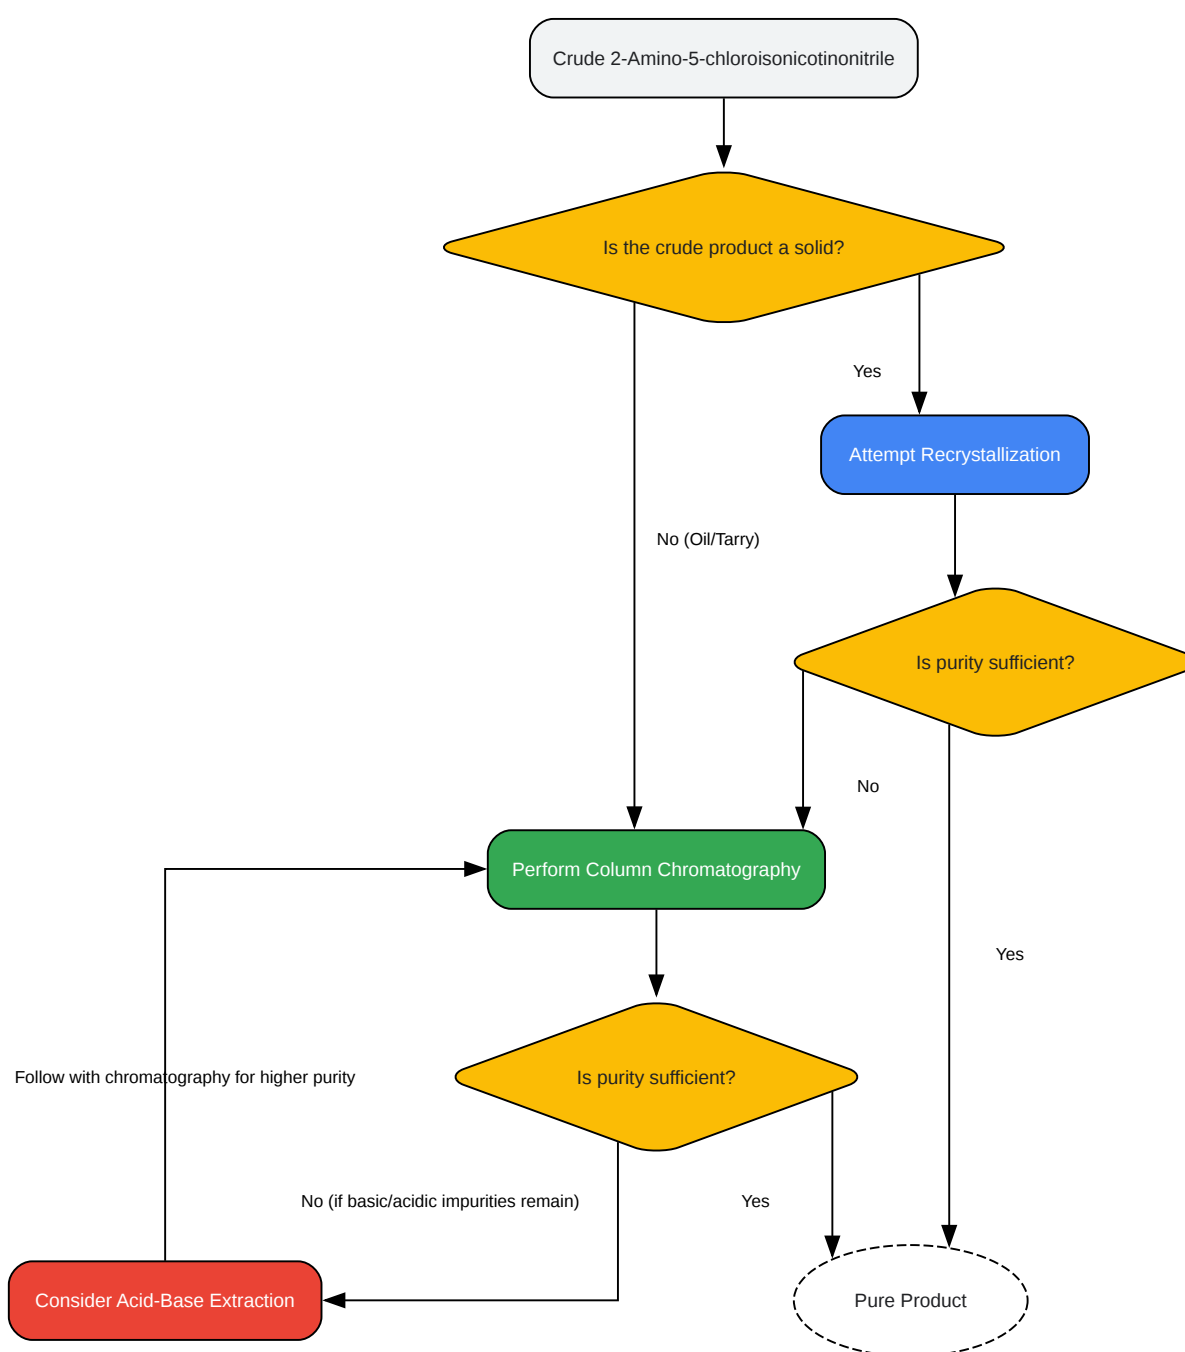 Crude 2-Amino-5-chloroisonicotinonitrile
Is the crude product a solid?
Yes
Attempt Recrystallization
No (Oil/Tarry)
Is purity sufficient?
No
Perform Column Chromatography
Yes
Is purity sufficient?
Follow with chromatography for higher purity
No (if basic/acidic impurities remain)
Yes
Consider Acid-Base Extraction
Pure Product